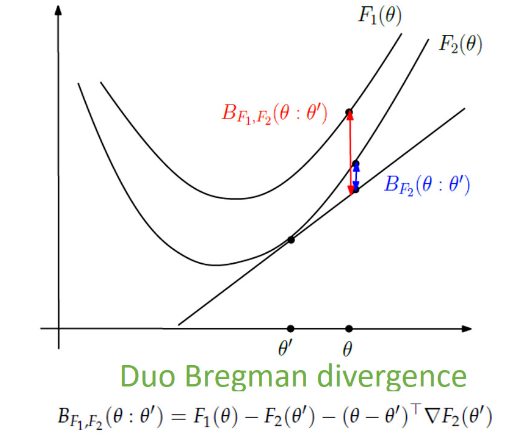 F₁(θ)
F₂(θ)
B_{F₁,F₂}(θ : θ′)
B_{F₂}(θ : θ′)
θ′ θ
Duo Bregman divergence
B_{F₁,F₂}(θ : θ′) = F₁(θ) − F₂(θ′) − (θ − θ′)^⊤∇F₂(θ′)